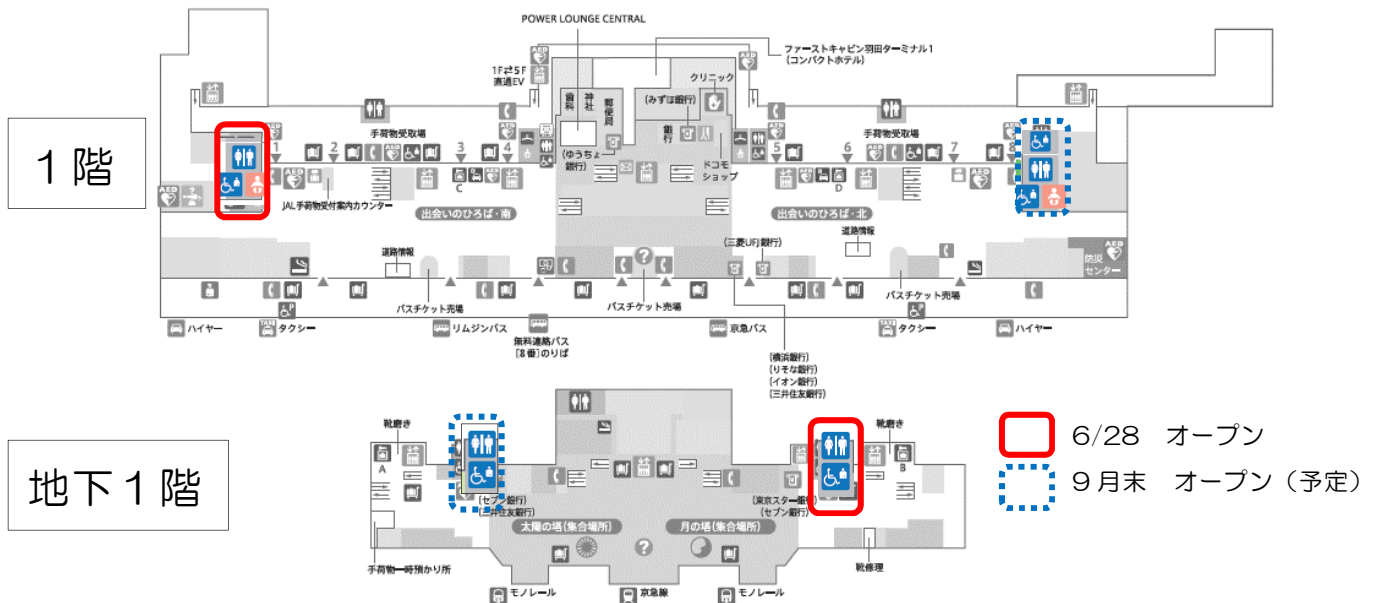 POWER LOUNGE CENTRAL
ファーストキャビン羽田ターミナル1
(コンパクトホテル)
1F⇄5F
直通EV
AED
AED
クリニック
歯科
神社
郵便局
(みずほ銀行)
銀行
(ゆうちょ
銀行)
ドコモ
ショップ
1階
手荷物受取場
手荷物受取場
1
2
3
4
5
6
7
8
AED
AED
AED
AED
AED
AED
C
D
JAL手荷物受付案内カウンター
出会いのひろば・南
出会いのひろば・北
道路情報
道路情報
(三菱UFJ銀行)
?
AED
防災
センター
バスチケット売場
バスチケット売場
バスチケット売場
P
P
ハイヤー
TAXI
タクシー
リムジンバス
無料連絡バス
[8番]のりば
京急バス
TAXI
タクシー
ハイヤー
(横浜銀行)
(りそな銀行)
(イオン銀行)
(三井住友銀行)
地下1階
靴磨き
靴磨き
A
B
(セブン銀行)
(三井住友銀行)
(東京スター銀行)
(セブン銀行)
太陽の塔(集合場所)
月の塔(集合場所)
?
手荷物一時預かり所
靴修理
モノレール
京急線
モノレール
6/28 オープン
9月末 オープン(予定)